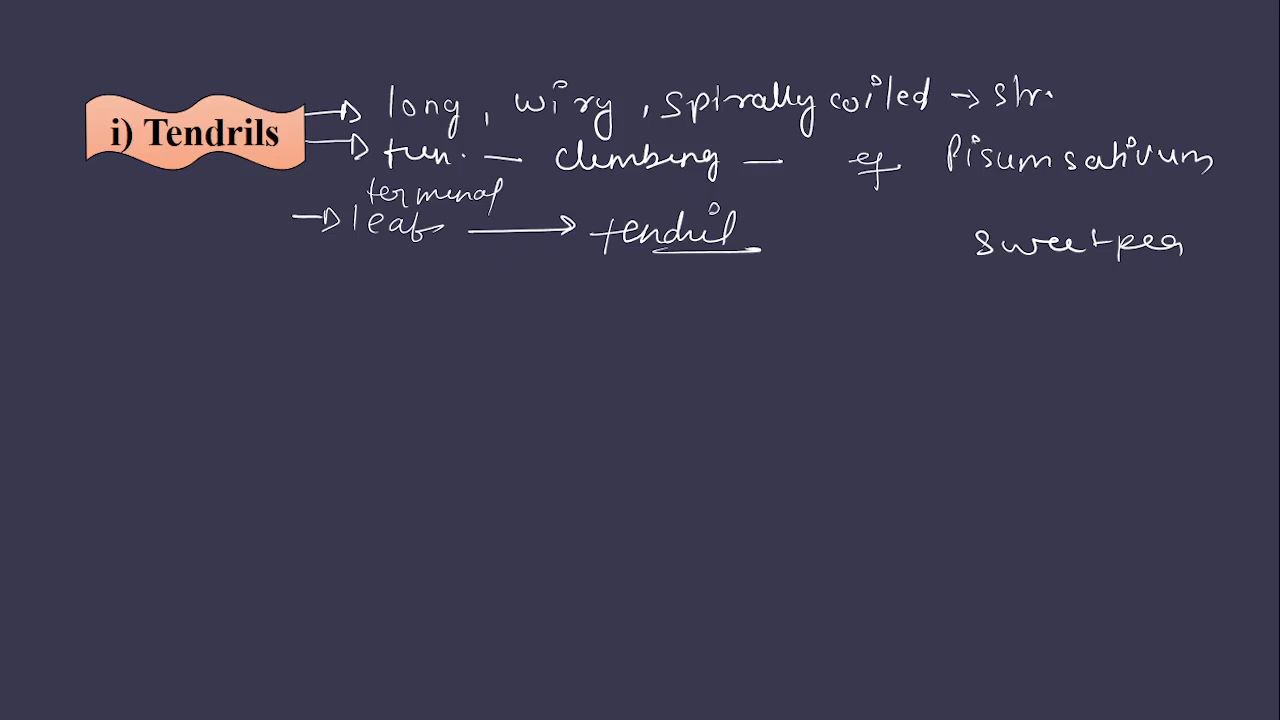 i) Tendrils
long, wiry, spirally coiled → str.
fun. — climbing — eg Pisum sativum
terminal
leaf → tendril
sweet pea